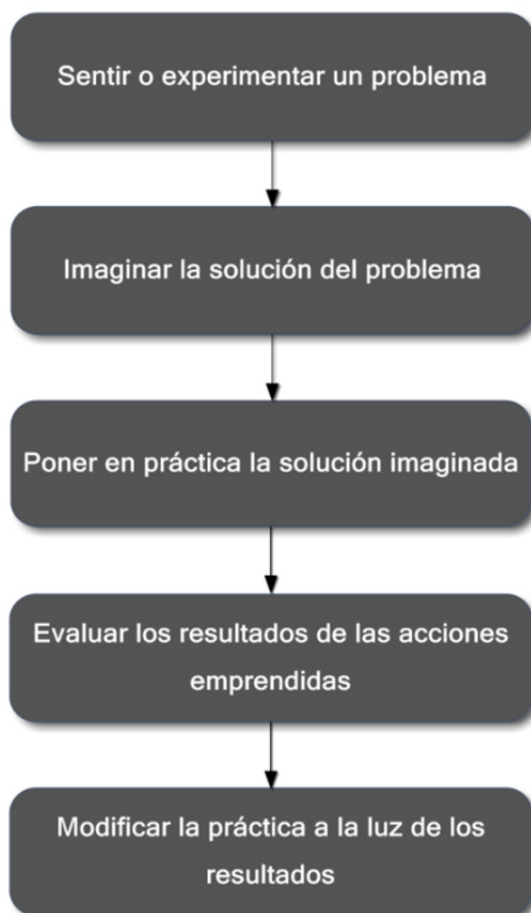 Sentir o experimentar un problema
Imaginar la solución del problema
Poner en práctica la solución imaginada
Evaluar los resultados de las acciones
emprendidas
Modificar la práctica a la luz de los
resultados